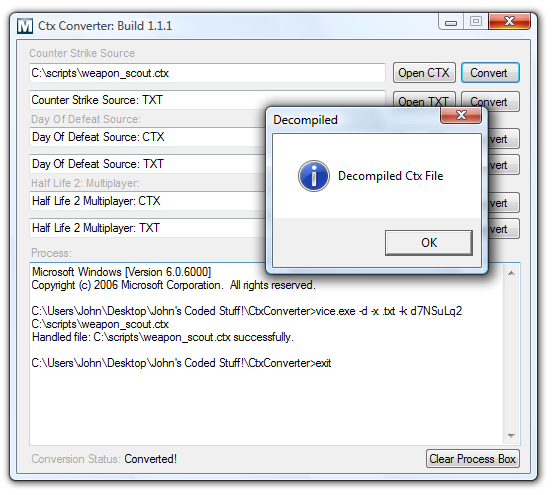 Ctx Converter: Build 1.1.1
Counter Strike Source
C:\scripts\weapon_scout.ctx
Open CTX
Convert
Counter Strike Source: TXT
Open TXT
Convert
Day Of Defeat Source:
Day Of Defeat Source: CTX
vert
Day Of Defeat Source: TXT
vert
Half Life 2: Multiplayer:
Half Life 2 Multiplayer: CTX
vert
Half Life 2 Multiplayer: TXT
vert
Decompiled
Decompiled Ctx File
OK
Process:
Microsoft Windows [Version 6.0.6000]
Copyright (c) 2006 Microsoft Corporation.  All rights reserved.
C:\Users\John\Desktop\John's Coded Stuff!\CtxConverter>vice.exe -d -x .txt -k d7NSuLq2
C:\scripts\weapon_scout.ctx
Handled file: C:\scripts\weapon_scout.ctx successfully.
C:\Users\John\Desktop\John's Coded Stuff!\CtxConverter>exit
Conversion Status: Converted!
Clear Process Box